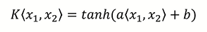 K⟨x₁, x₂⟩ = tanh(a⟨x₁, x₂⟩ + b)